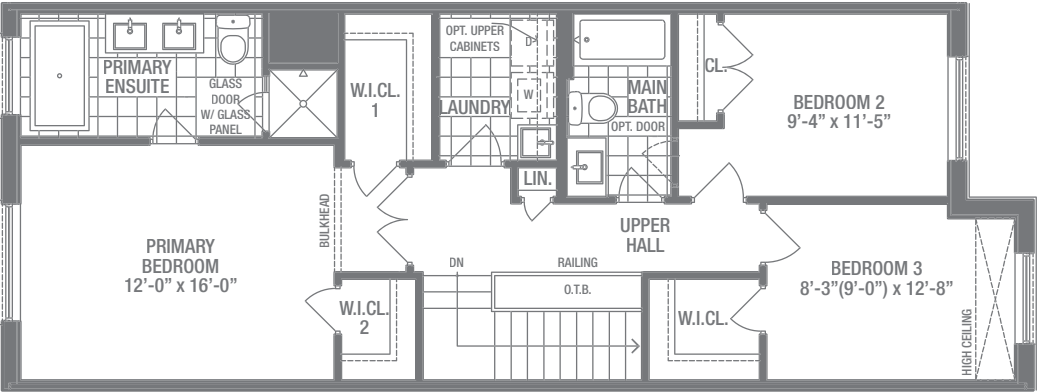 PRIMARY
ENSUITE
GLASS
DOOR
W/ GLASS
PANEL
W.I.CL.
1
OPT. UPPER
CABINETS
D
W
LAUNDRY
LIN.
MAIN
BATH
OPT. DOOR
CL.
BEDROOM 2
9'-4" x 11'-5"
PRIMARY
BEDROOM
12'-0" x 16'-0"
BULKHEAD
W.I.CL.
2
UPPER
HALL
DN
RAILING
O.T.B.
W.I.CL.
BEDROOM 3
8'-3"(9'-0") x 12'-8"
HIGH CEILING